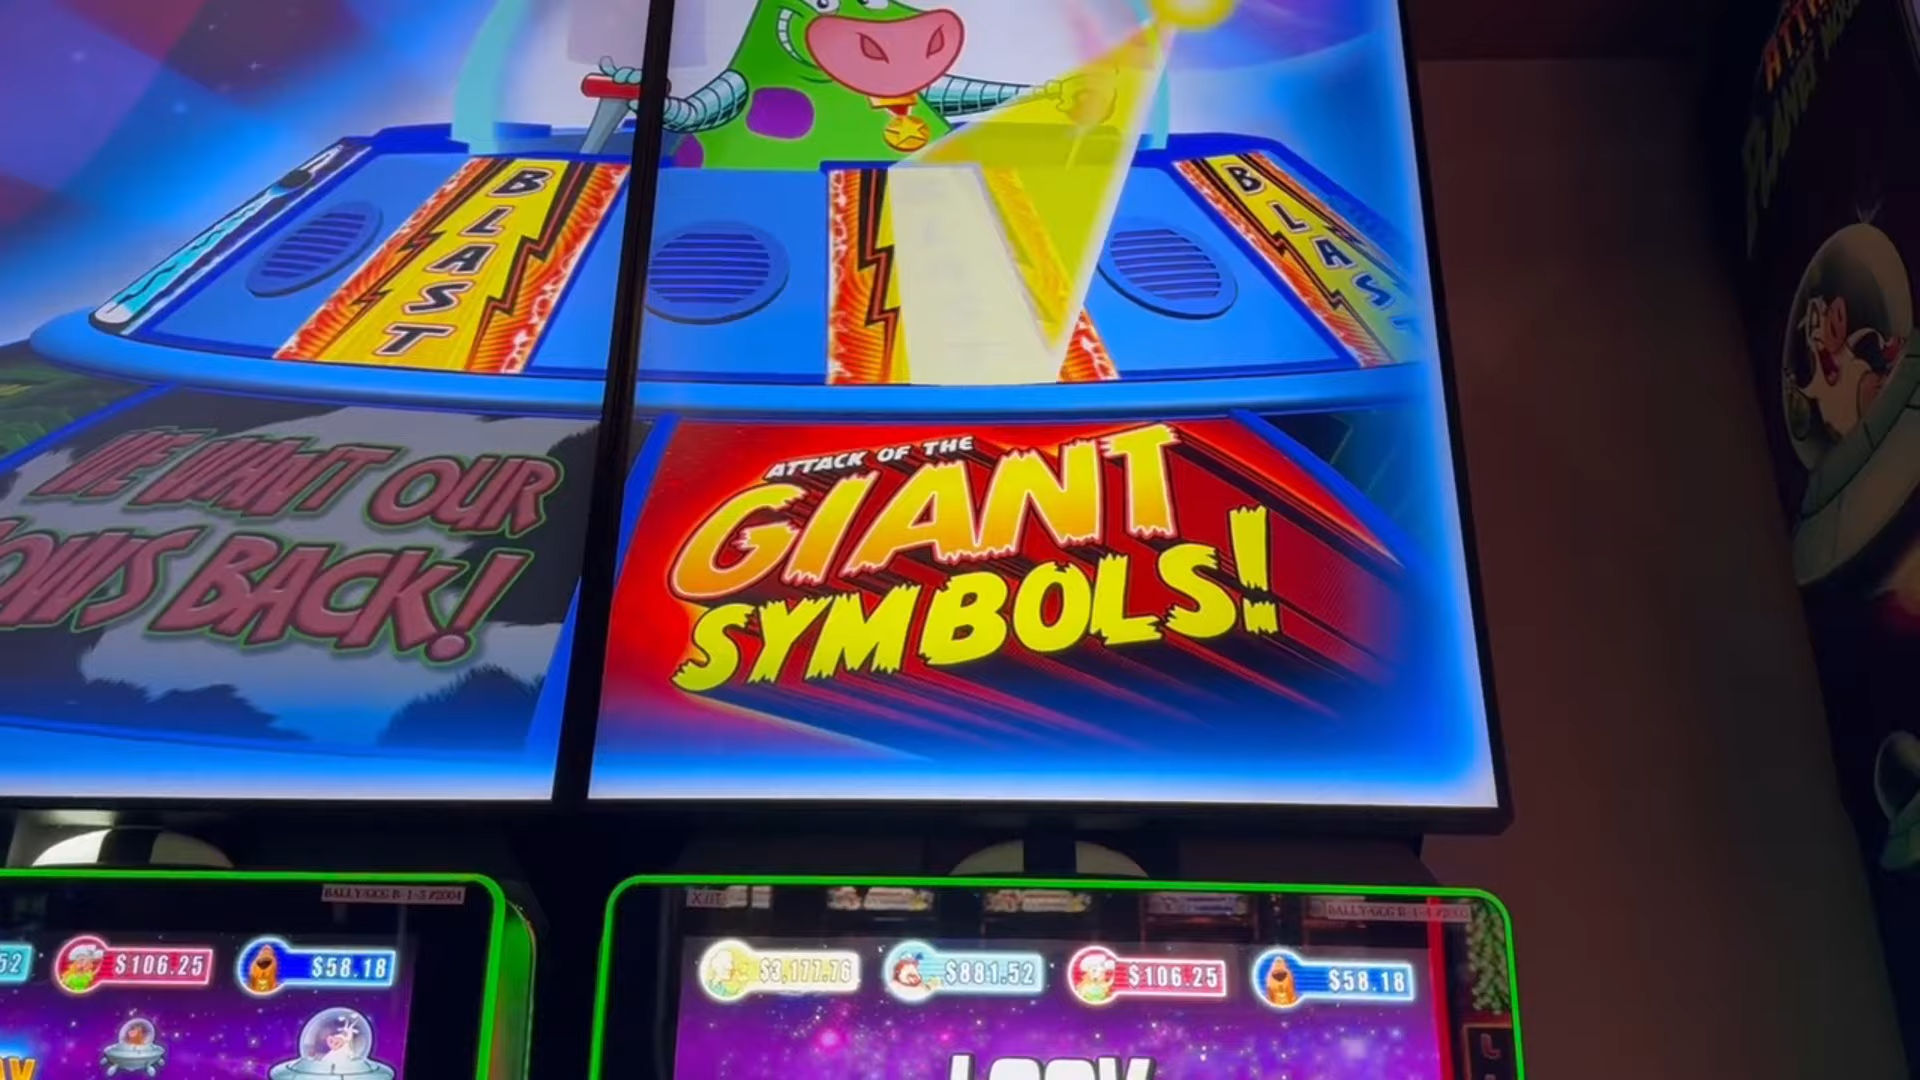 BLAST
BLAST
WE WANT OUR
COWS BACK!
ATTACK OF THE
GIANT
SYMBOLS!
$106.25
$58.18
$3,177.76
$881.52
$106.25
$58.18
LOOK